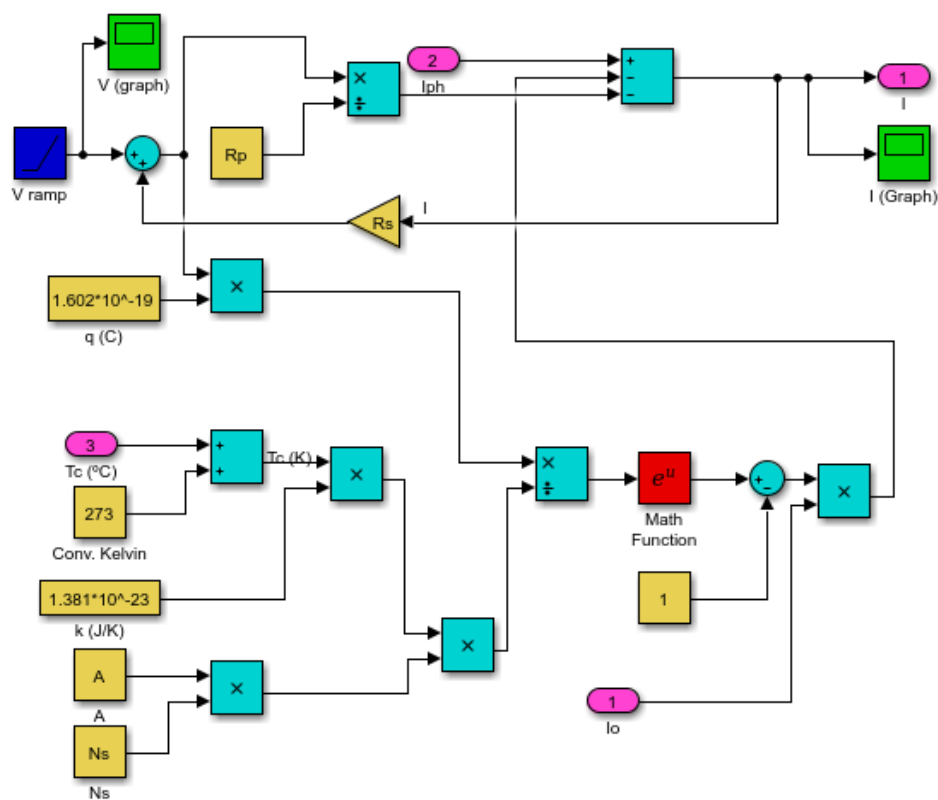 V (graph)
2
Iph
×
÷
+
−
−
1
I
V ramp
+
+
Rp
I (Graph)
Rs
I
1.602*10^-19
q (C)
×
3
Tc (ºC)
+
+
Tc (K)
×
273
Conv. Kelvin
×
÷
e^u
Math
Function
+
−
×
1.381*10^-23
k (J/K)
1
×
A
A
×
Ns
Ns
1
Io